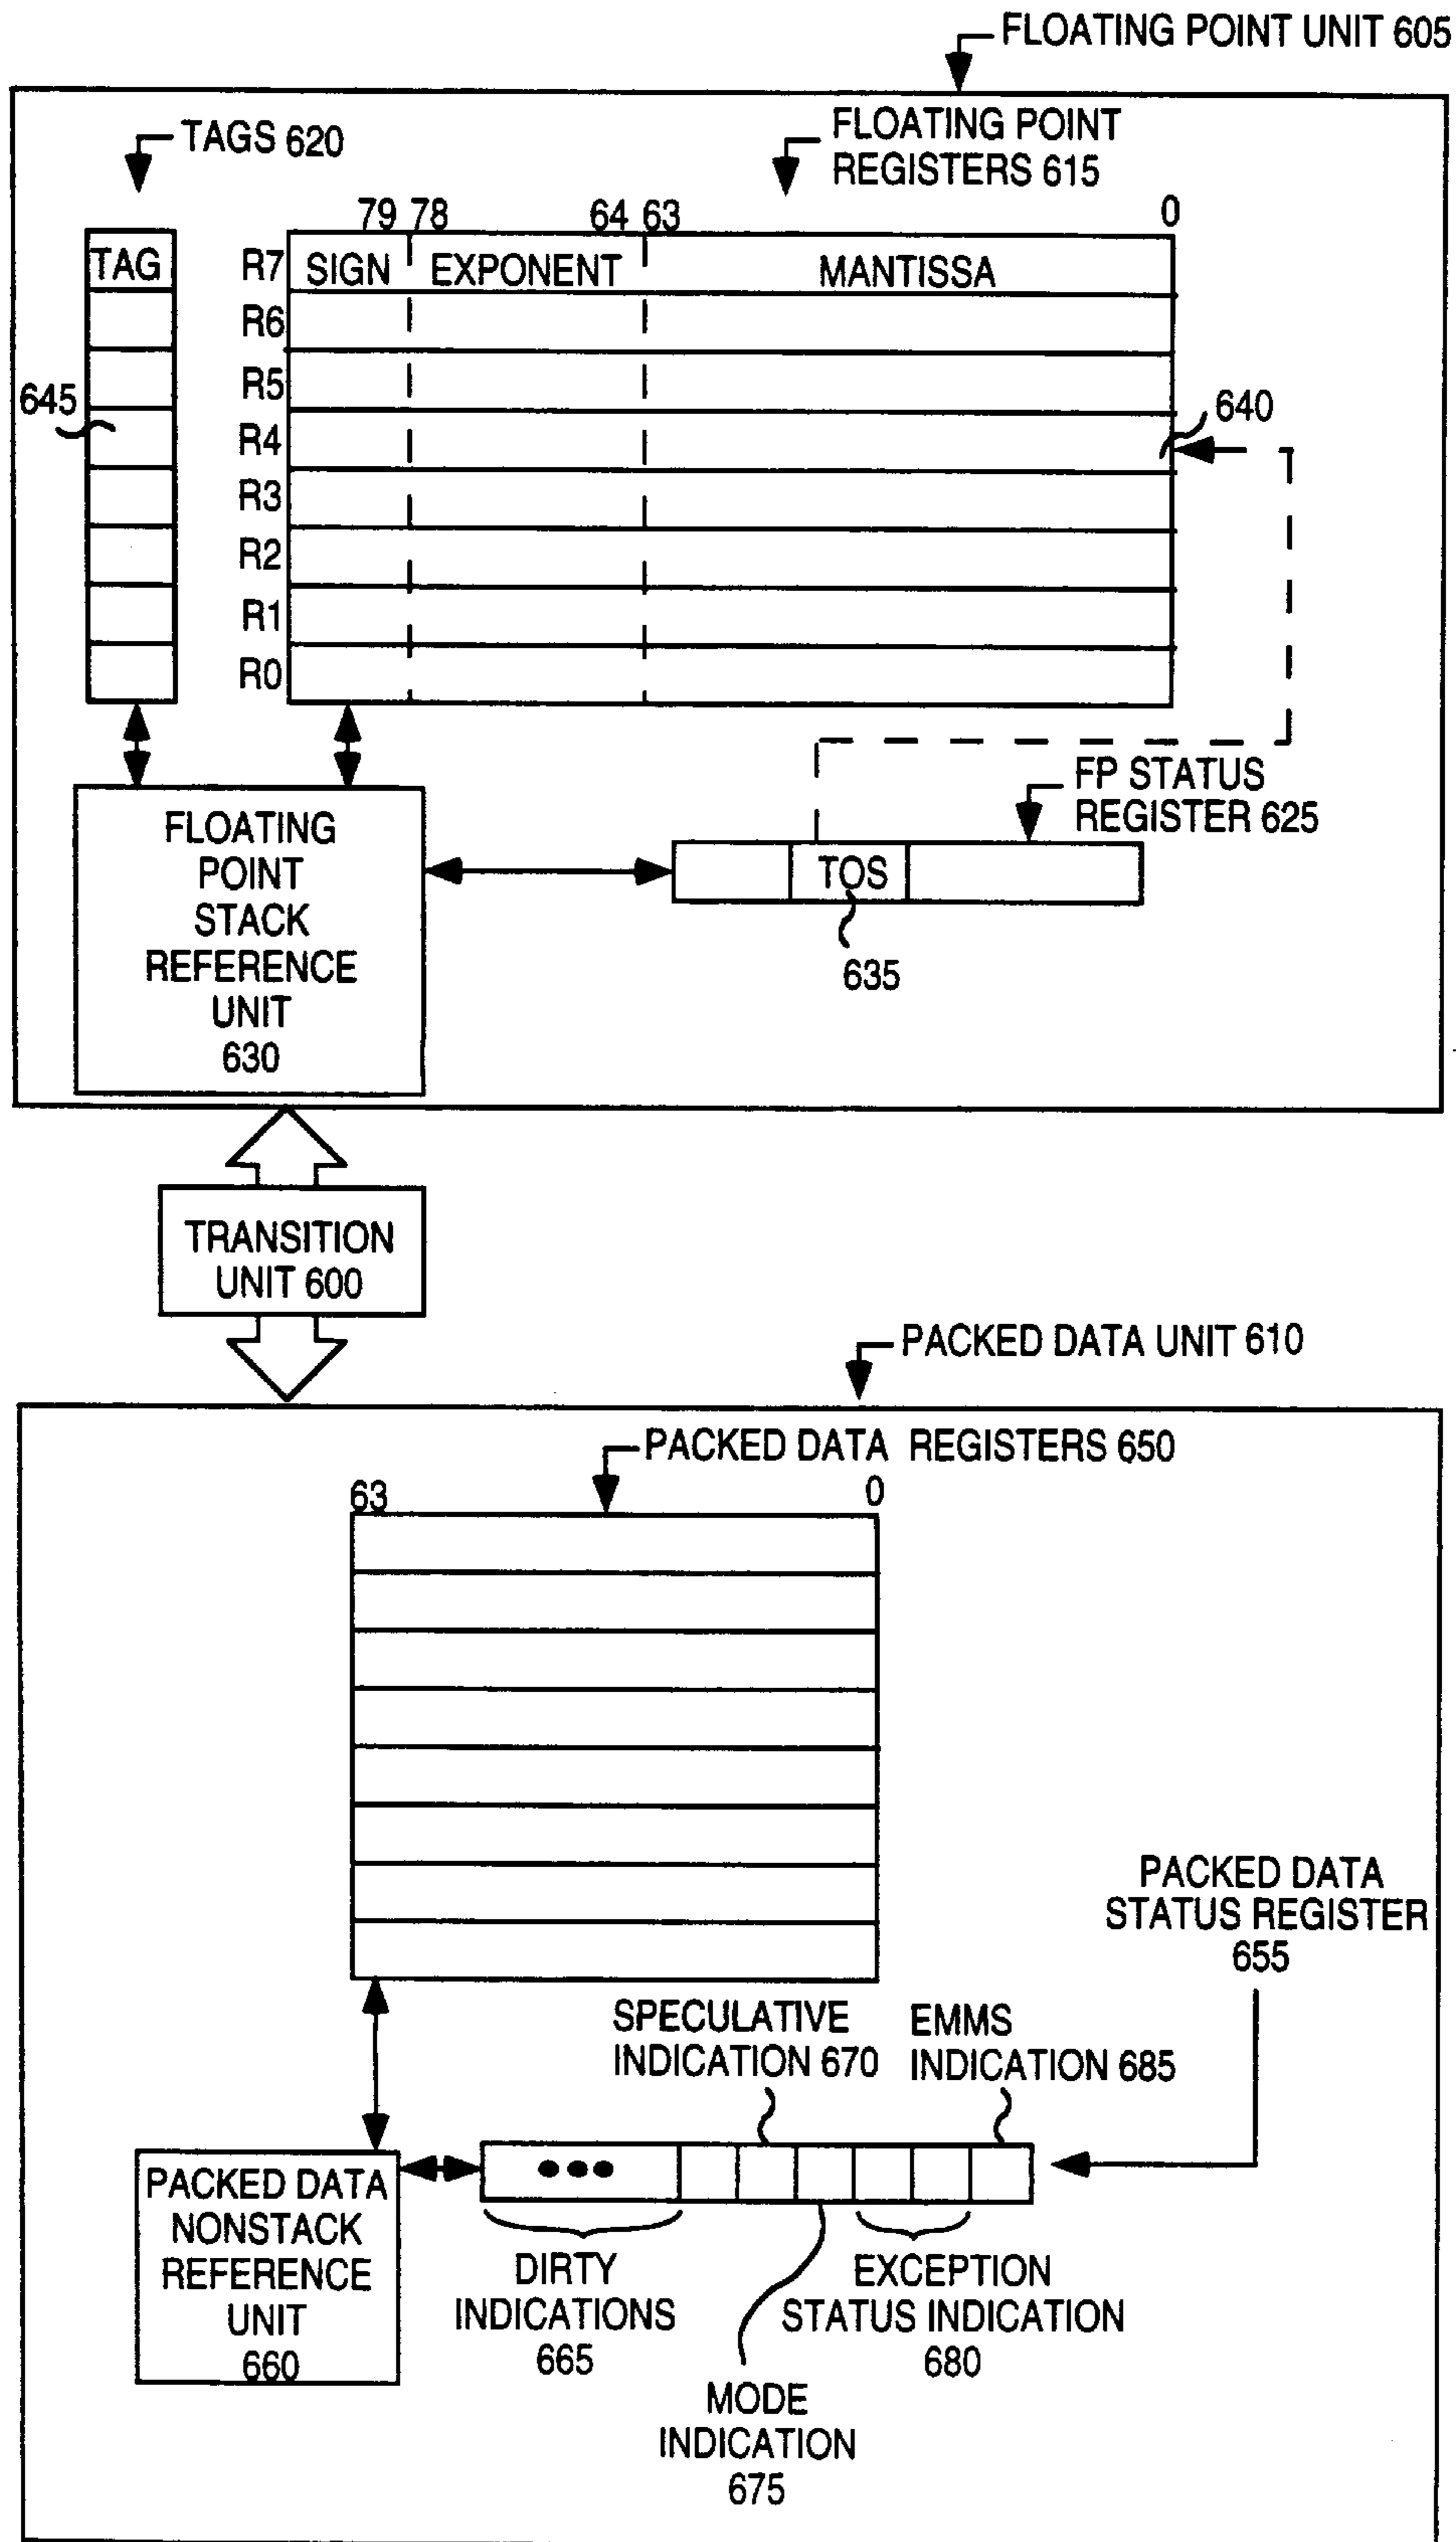 FLOATING POINT UNIT 605
TAGS 620
FLOATING POINT
REGISTERS 615
79 78 64 63 0
TAG R7 SIGN EXPONENT MANTISSA
R6
R5
645
R4
640
R3
R2
R1
R0
FP STATUS
REGISTER 625
FLOATING
POINT
STACK
REFERENCE
UNIT
630
TOS
635
TRANSITION
UNIT 600
PACKED DATA UNIT 610
PACKED DATA REGISTERS 650
63 0
PACKED DATA
STATUS REGISTER
655
SPECULATIVE
INDICATION 670
EMMS
INDICATION 685
PACKED DATA
NONSTACK
REFERENCE
UNIT
660
DIRTY
INDICATIONS
665
EXCEPTION
STATUS INDICATION
680
MODE
INDICATION
675